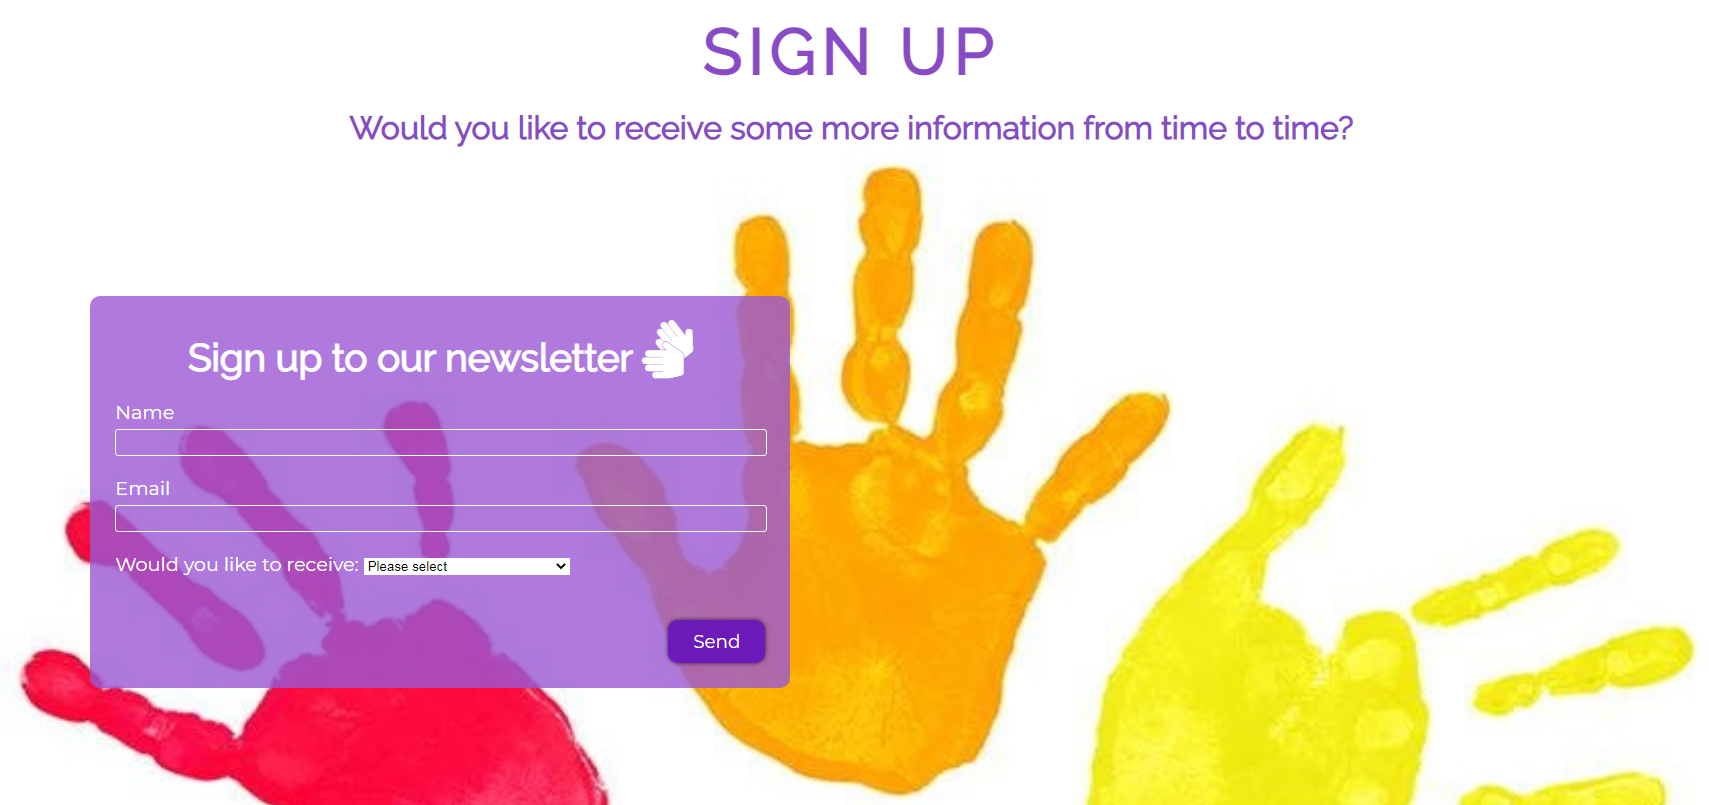 SIGN UP
Would you like to receive some more information from time to time?
Sign up to our newsletter
Name
Email
Would you like to receive: Please select
Send